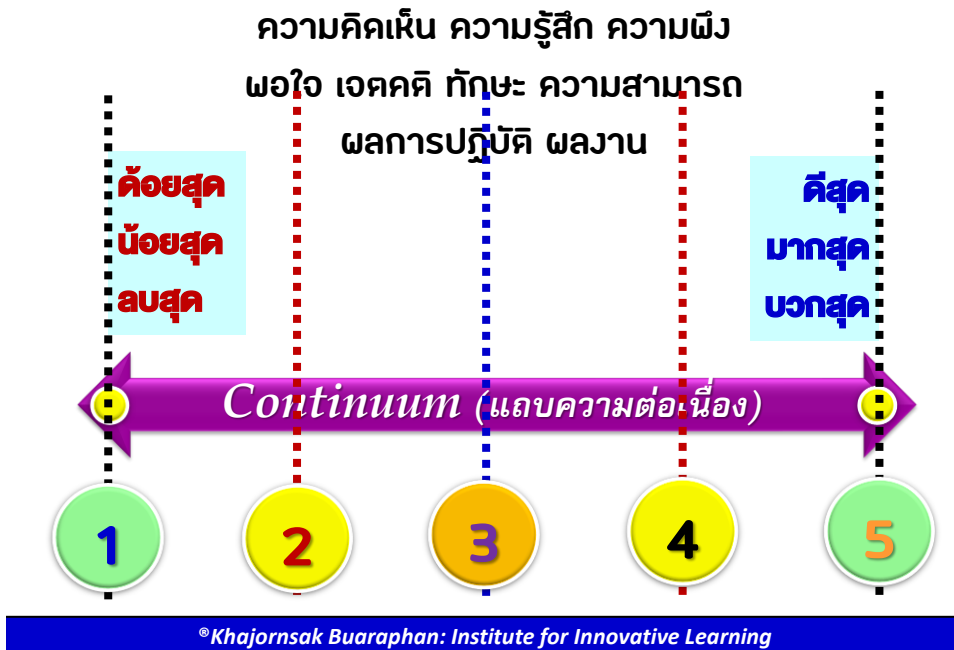 ความคิดเห็น ความรู้สึก ความพึง
พอใจ เจตคติ ทักษะ ความสามารถ
ผลการปฏิบัติ ผลงาน
ด้อยสุด
น้อยสุด
ลบสุด
ดีสุด
มากสุด
บวกสุด
Continuum (แถบความต่อเนื่อง)
1 2 3 4 5
®Khajornsak Buaraphan: Institute for Innovative Learning